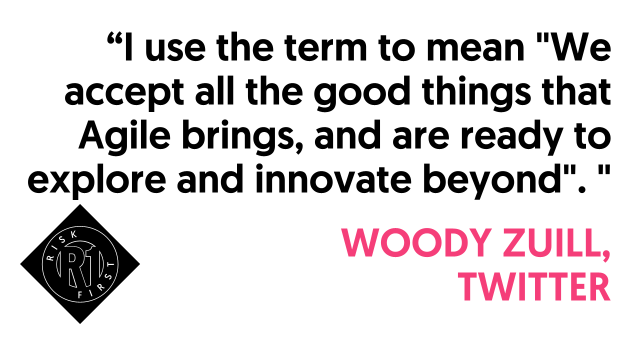 “I use the term to mean "We
accept all the good things that
Agile brings, and are ready to
explore and innovate beyond". "
WOODY ZUILL,
TWITTER
RISK
R1
FIRST